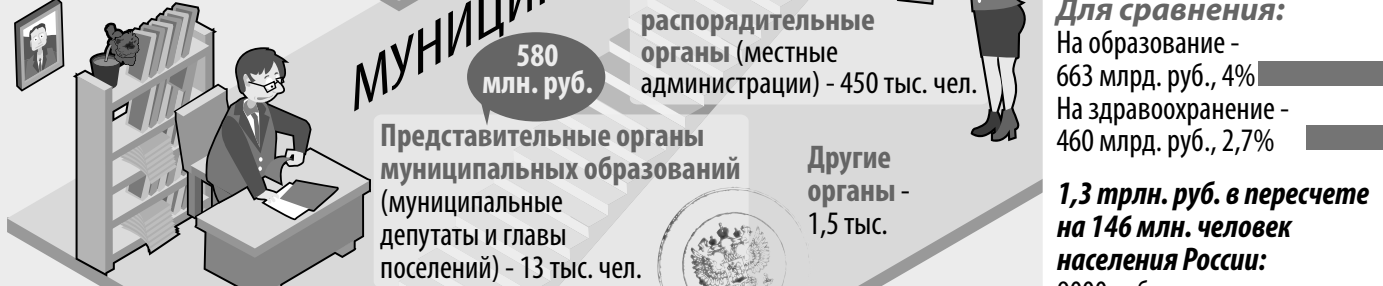 МУНИЦИ
580
млн. руб.
распорядительные
органы (местные
администрации) - 450 тыс. чел.
Представительные органы
муниципальных образований
(муниципальные
депутаты и главы
поселений) - 13 тыс. чел.
Другие
органы -
1,5 тыс.
Для сравнения:
На образование -
663 млрд. руб., 4%
На здравоохранение -
460 млрд. руб., 2,7%
1,3 трлн. руб. в пересчете
на 146 млн. человек
населения России: